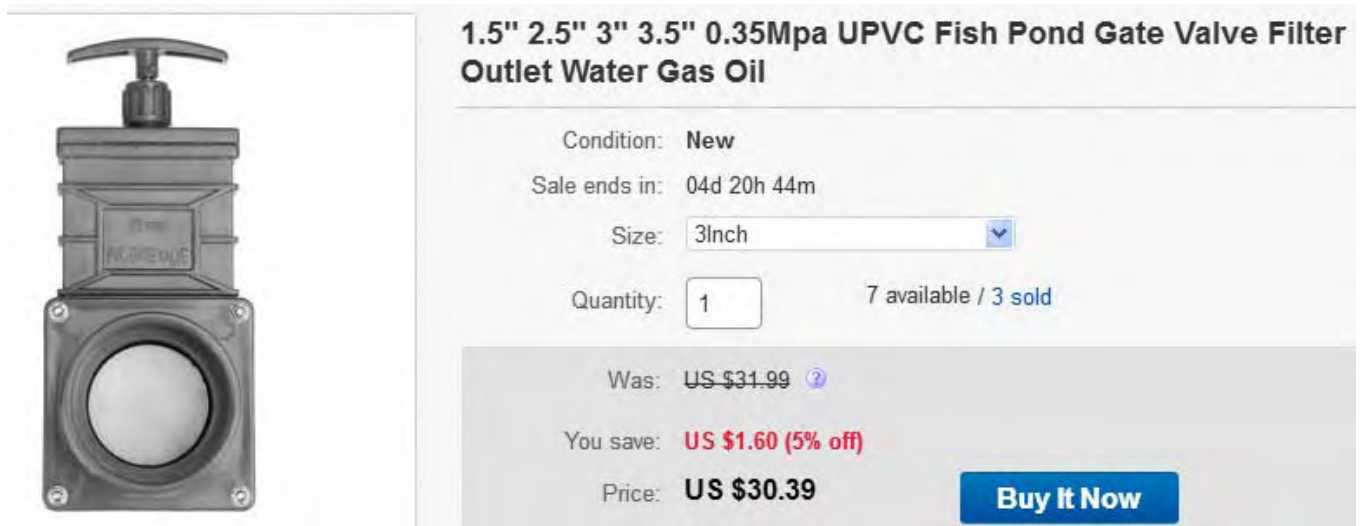 1.5" 2.5" 3" 3.5" 0.35Mpa UPVC Fish Pond Gate Valve Filter
Outlet Water Gas Oil
Condition: New
Sale ends in: 04d 20h 44m
Size: 3Inch
Quantity: 1 7 available / 3 sold
Was: US $31.99 ?
You save: US $1.60 (5% off)
Price: US $30.39 Buy It Now